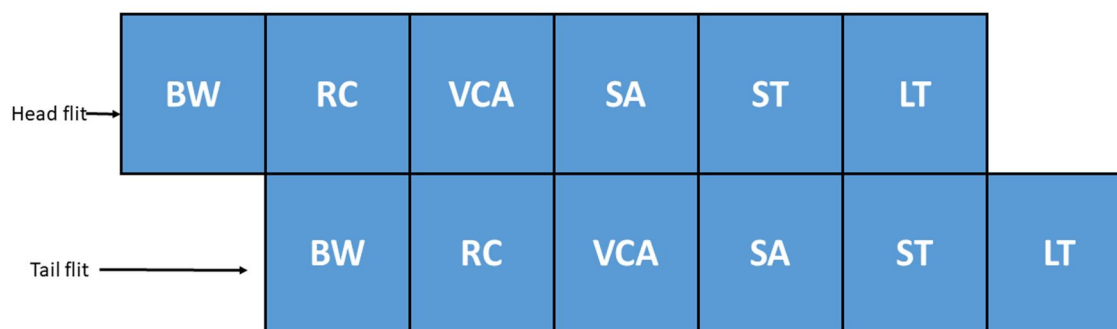 Head flit BW RC VCA SA ST LT
Tail flit BW RC VCA SA ST LT